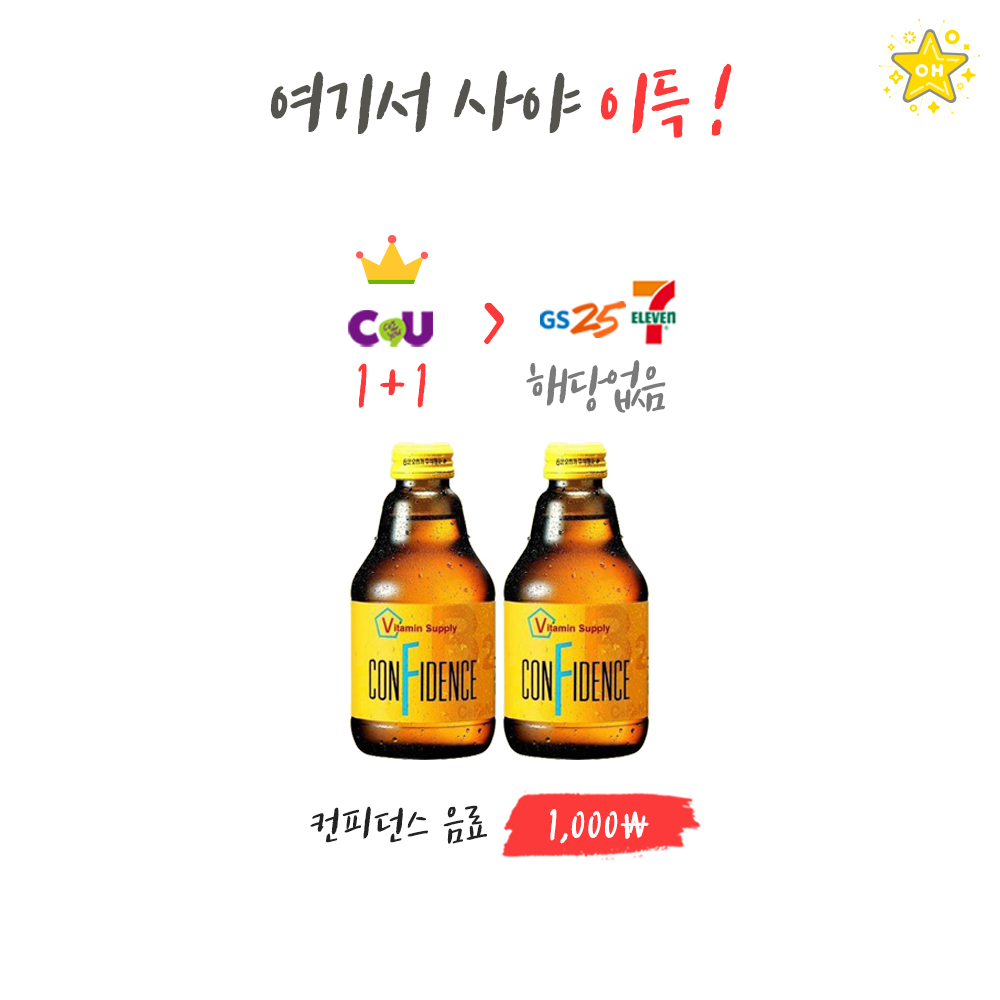 OH
여기서 사야 이득!
CU > GS25 7 ELEVEN
1+1 해당없음
Vitamin Supply Vitamin Supply
CONFIDENCE CONFIDENCE
컨피던스 음료 1,000₩